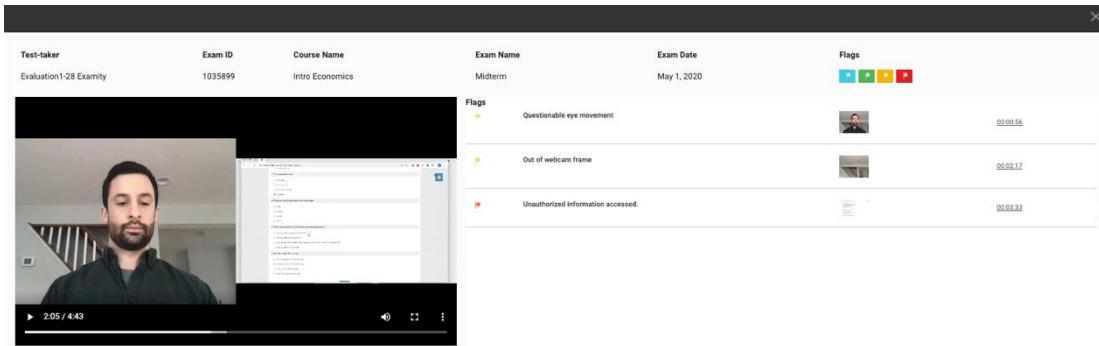 Test-taker Exam ID Course Name Exam Name Exam Date Flags
Evaluation1-28 Examity 1035899 Intro Economics Midterm May 1, 2020
Flags
Questionable eye movement 00:00:56
Out of webcam frame 00:02:17
Unauthorized information accessed. 00:03:33
2:05 / 4:43